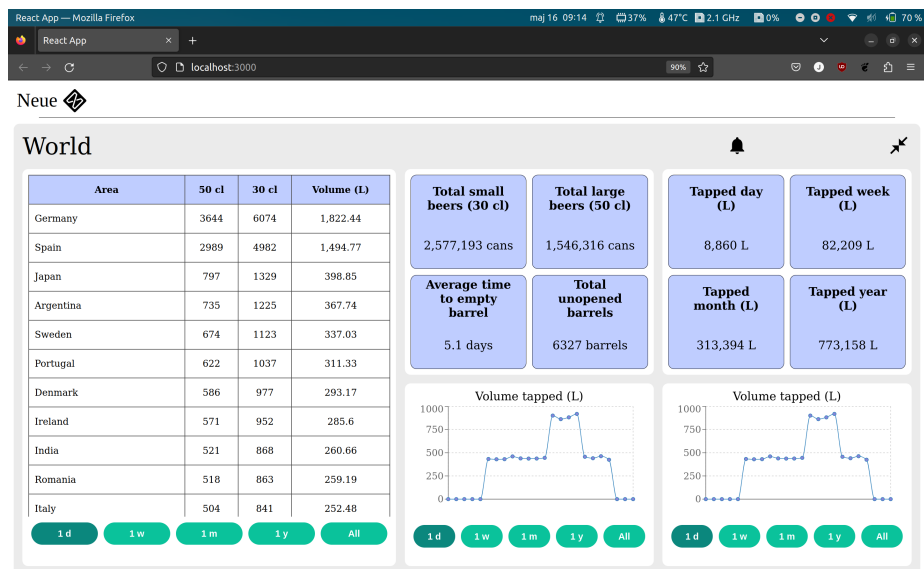 React App — Mozilla Firefox
maj 16 09:14 37% 47°C 2.1 GHz 0% 70 %
React App
localhost:3000 90%
Neue
World
Area 50 cl 30 cl Volume (L)
Germany 3644 6074 1,822.44
Spain 2989 4982 1,494.77
Japan 797 1329 398.85
Argentina 735 1225 367.74
Sweden 674 1123 337.03
Portugal 622 1037 311.33
Denmark 586 977 293.17
Ireland 571 952 285.6
India 521 868 260.66
Romania 518 863 259.19
Italy 504 841 252.48
1 d 1 w 1 m 1 y All
Total small
beers (30 cl)
2,577,193 cans
Total large
beers (50 cl)
1,546,316 cans
Average time
to empty
barrel
5.1 days
Total
unopened
barrels
6327 barrels
Tapped day
(L)
8,860 L
Tapped week
(L)
82,209 L
Tapped
month (L)
313,394 L
Tapped year
(L)
773,158 L
Volume tapped (L)
1000
750
500
250
0
1 d 1 w 1 m 1 y All
Volume tapped (L)
1000
750
500
250
0
1 d 1 w 1 m 1 y All